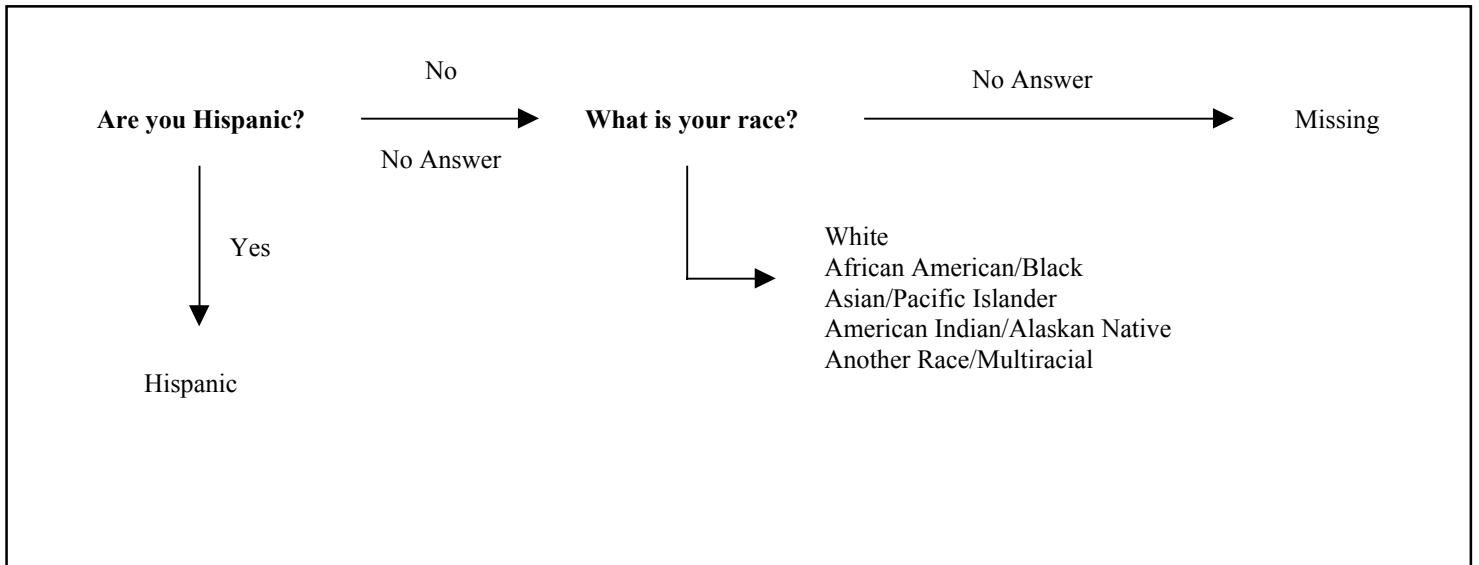 No
No Answer
Are you Hispanic?
What is your race?
Missing
No Answer
Yes
White
African American/Black
Asian/Pacific Islander
American Indian/Alaskan Native
Another Race/Multiracial
Hispanic